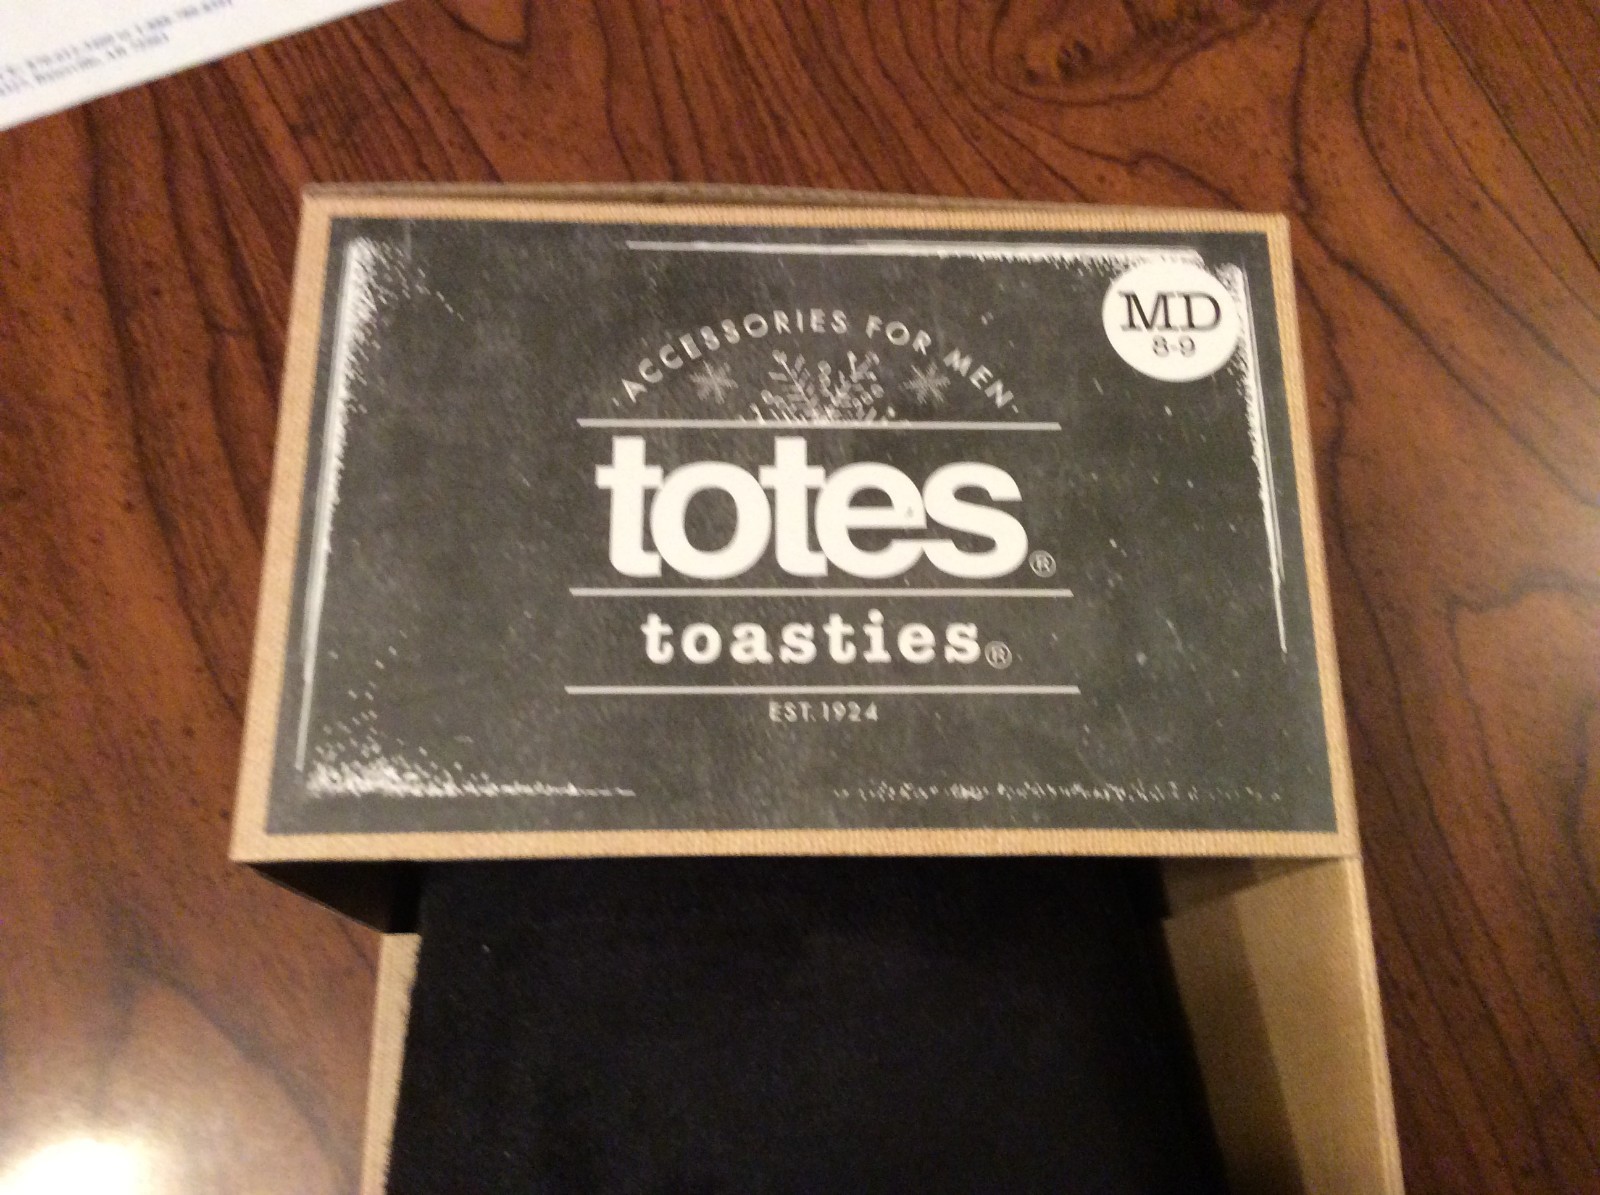 ACCESSORIES FOR MEN
MD
8-9
totes®
toasties®
EST. 1924